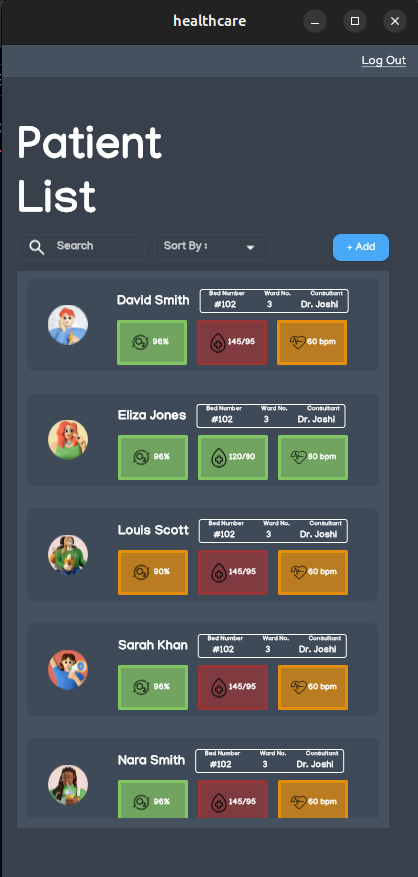 healthcare
Log Out
Patient
List
Search
Sort By :
+ Add
David Smith
Bed Number Ward No. Consultant
#102 3 Dr. Joshi
96% 145/95 60 bpm
Eliza Jones
Bed Number Ward No. Consultant
#102 3 Dr. Joshi
96% 120/80 80 bpm
Louis Scott
Bed Number Ward No. Consultant
#102 3 Dr. Joshi
90% 145/95 60 bpm
Sarah Khan
Bed Number Ward No. Consultant
#102 3 Dr. Joshi
96% 145/95 60 bpm
Nara Smith
Bed Number Ward No. Consultant
#102 3 Dr. Joshi
96% 145/95 60 bpm